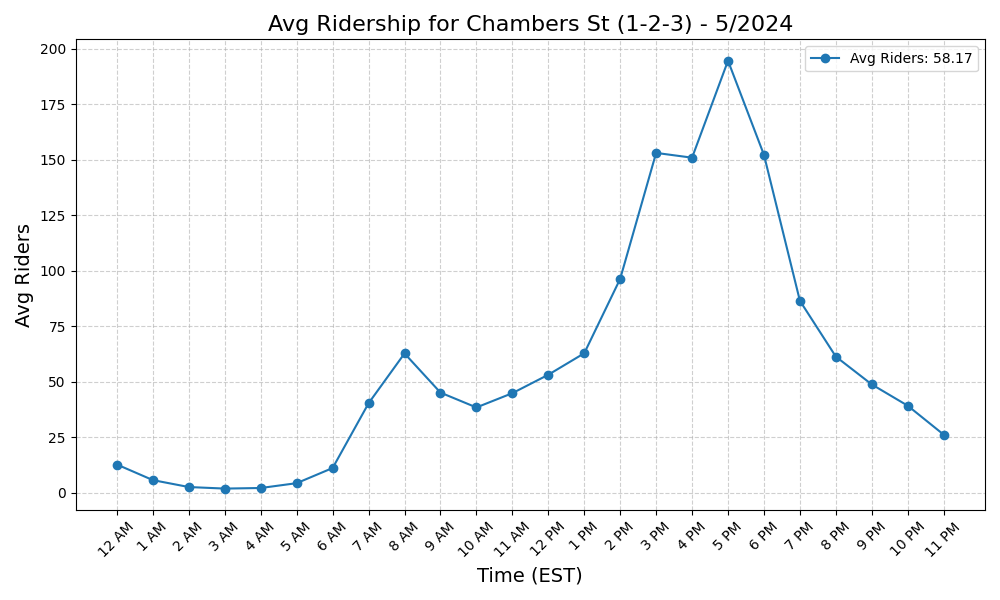 Avg Ridership for Chambers St (1-2-3) - 5/2024
Avg Riders: 58.17
Avg Riders
200
175
150
125
100
75
50
25
0
12 AM
1 AM
2 AM
3 AM
4 AM
5 AM
6 AM
7 AM
8 AM
9 AM
10 AM
11 AM
12 PM
1 PM
2 PM
3 PM
4 PM
5 PM
6 PM
7 PM
8 PM
9 PM
10 PM
11 PM
Time (EST)